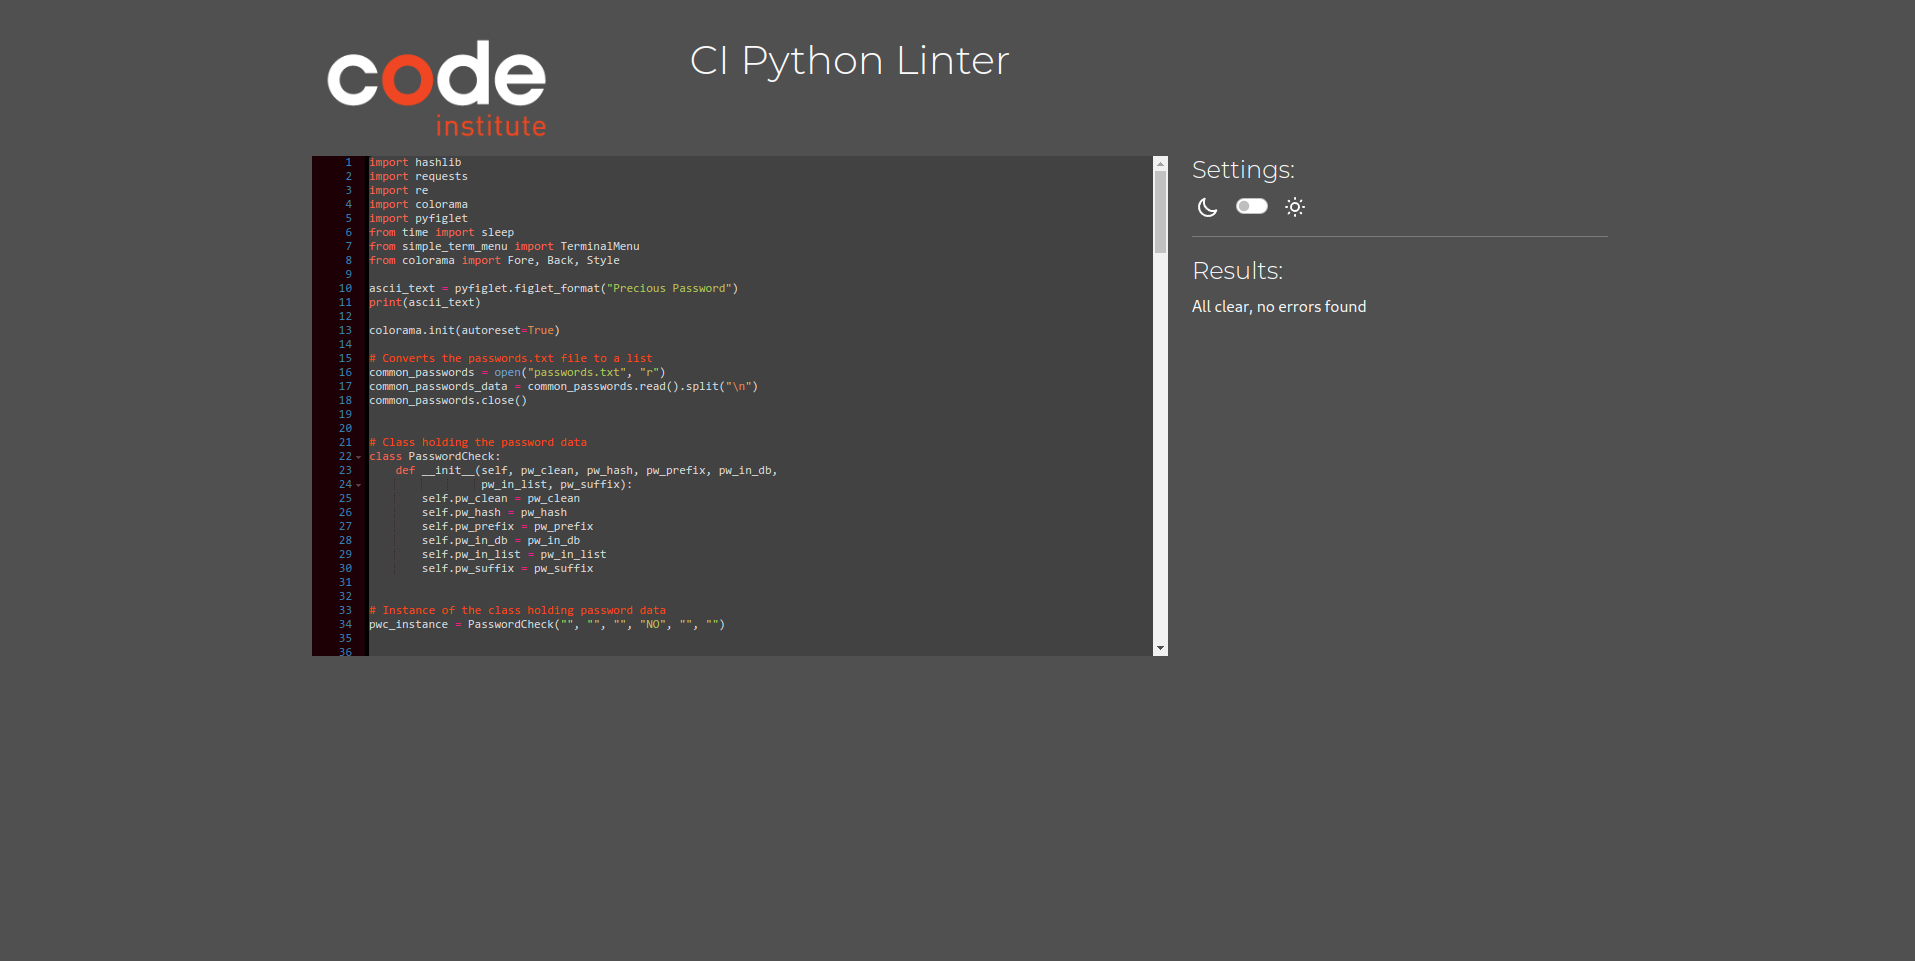 code
institute
CI Python Linter
1 import hashlib
2 import requests
3 import re
4 import colorama
5 import pyfiglet
6 from time import sleep
7 from simple_term_menu import TerminalMenu
8 from colorama import Fore, Back, Style
9
10 ascii_text = pyfiglet.figlet_format("Precious Password")
11 print(ascii_text)
12
13 colorama.init(autoreset=True)
14
15 # Converts the passwords.txt file to a list
16 common_passwords = open("passwords.txt", "r")
17 common_passwords_data = common_passwords.read().split("\n")
18 common_passwords.close()
19
20
21 # Class holding the password data
22 class PasswordCheck:
23     def __init__(self, pw_clean, pw_hash, pw_prefix, pw_in_db,
24                  pw_in_list, pw_suffix):
25         self.pw_clean = pw_clean
26         self.pw_hash = pw_hash
27         self.pw_prefix = pw_prefix
28         self.pw_in_db = pw_in_db
29         self.pw_in_list = pw_in_list
30         self.pw_suffix = pw_suffix
31
32
33 # Instance of the class holding password data
34 pwc_instance = PasswordCheck("", "", "", "NO", "", "")
35
36
Settings:
Results:
All clear, no errors found